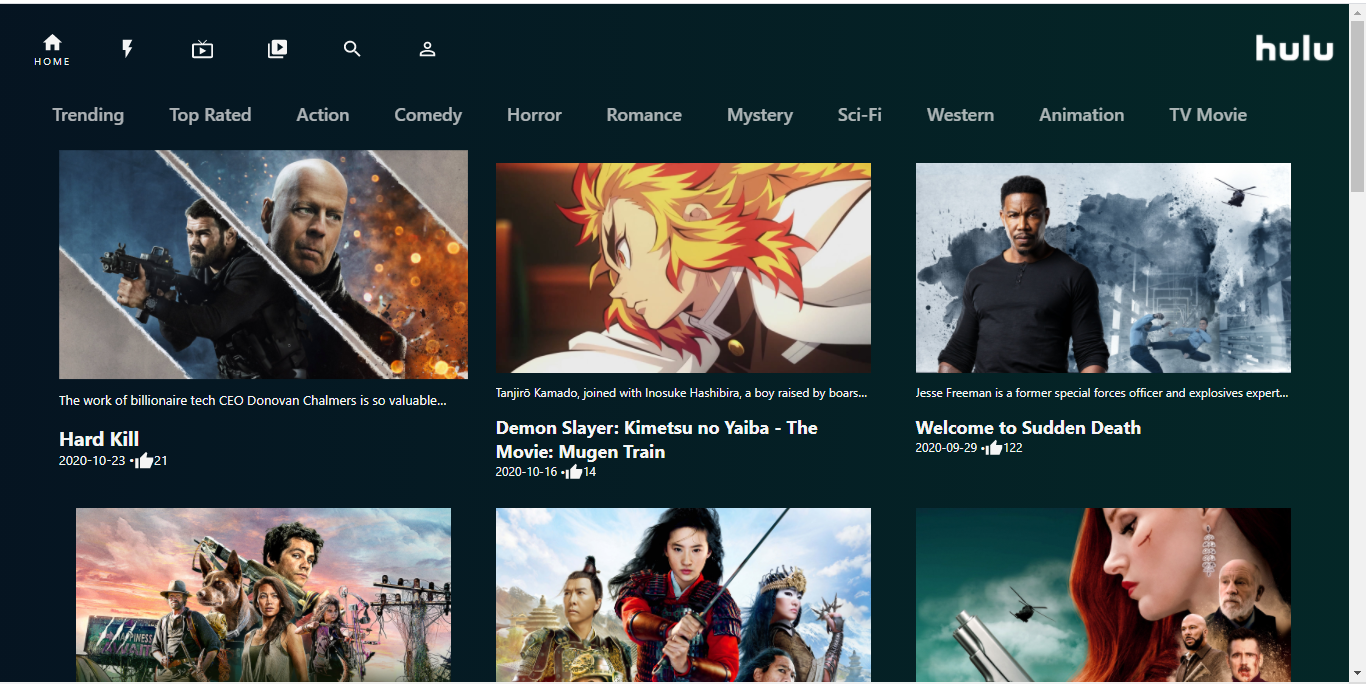 HOME
hulu
Trending Top Rated Action Comedy Horror Romance Mystery Sci-Fi Western Animation TV Movie
The work of billionaire tech CEO Donovan Chalmers is so valuable...
Hard Kill
2020-10-23 • 21
Tanjirō Kamado, joined with Inosuke Hashibira, a boy raised by boars...
Demon Slayer: Kimetsu no Yaiba - The
Movie: Mugen Train
2020-10-16 • 14
Jesse Freeman is a former special forces officer and explosives expert...
Welcome to Sudden Death
2020-09-29 • 122
HAPPINESS